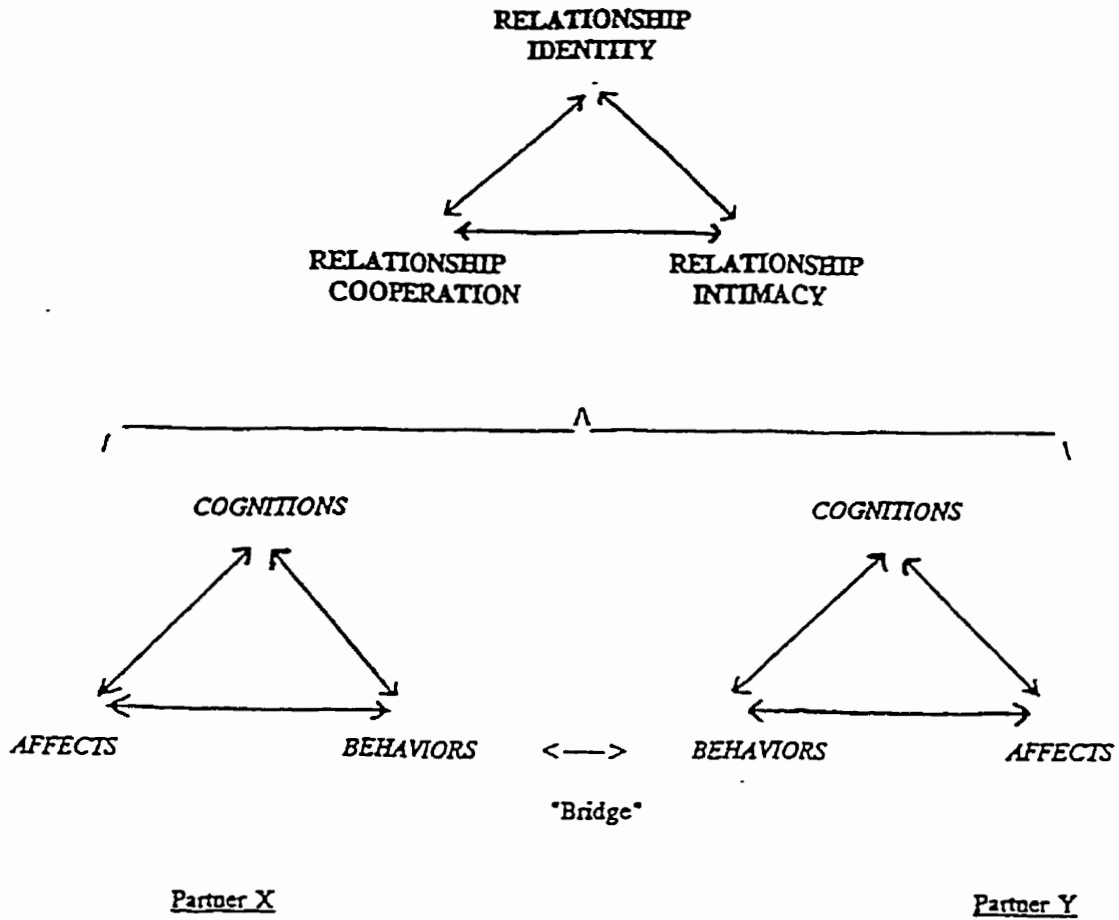 RELATIONSHIP
IDENTITY
RELATIONSHIP
COOPERATION
RELATIONSHIP
INTIMACY
COGNITIONS
COGNITIONS
AFFECTS
BEHAVIORS
<—>
BEHAVIORS
AFFECTS
"Bridge"
Partner X
Partner Y